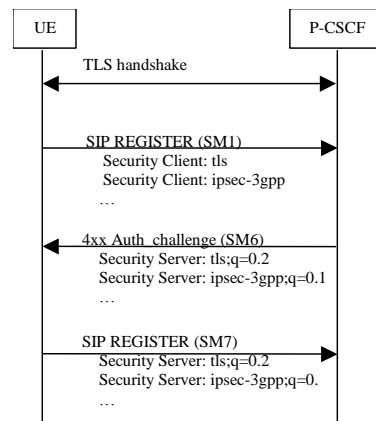 UE
P-CSCF
TLS handshake
SIP REGISTER (SM1)
Security Client: tls
Security Client: ipsec-3gpp
…
4xx Auth_challenge (SM6)
Security Server: tls;q=0.2
Security Server: ipsec-3gpp;q=0.1
…
SIP REGISTER (SM7)
Security Server: tls;q=0.2
Security Server: ipsec-3gpp;q=0.
…